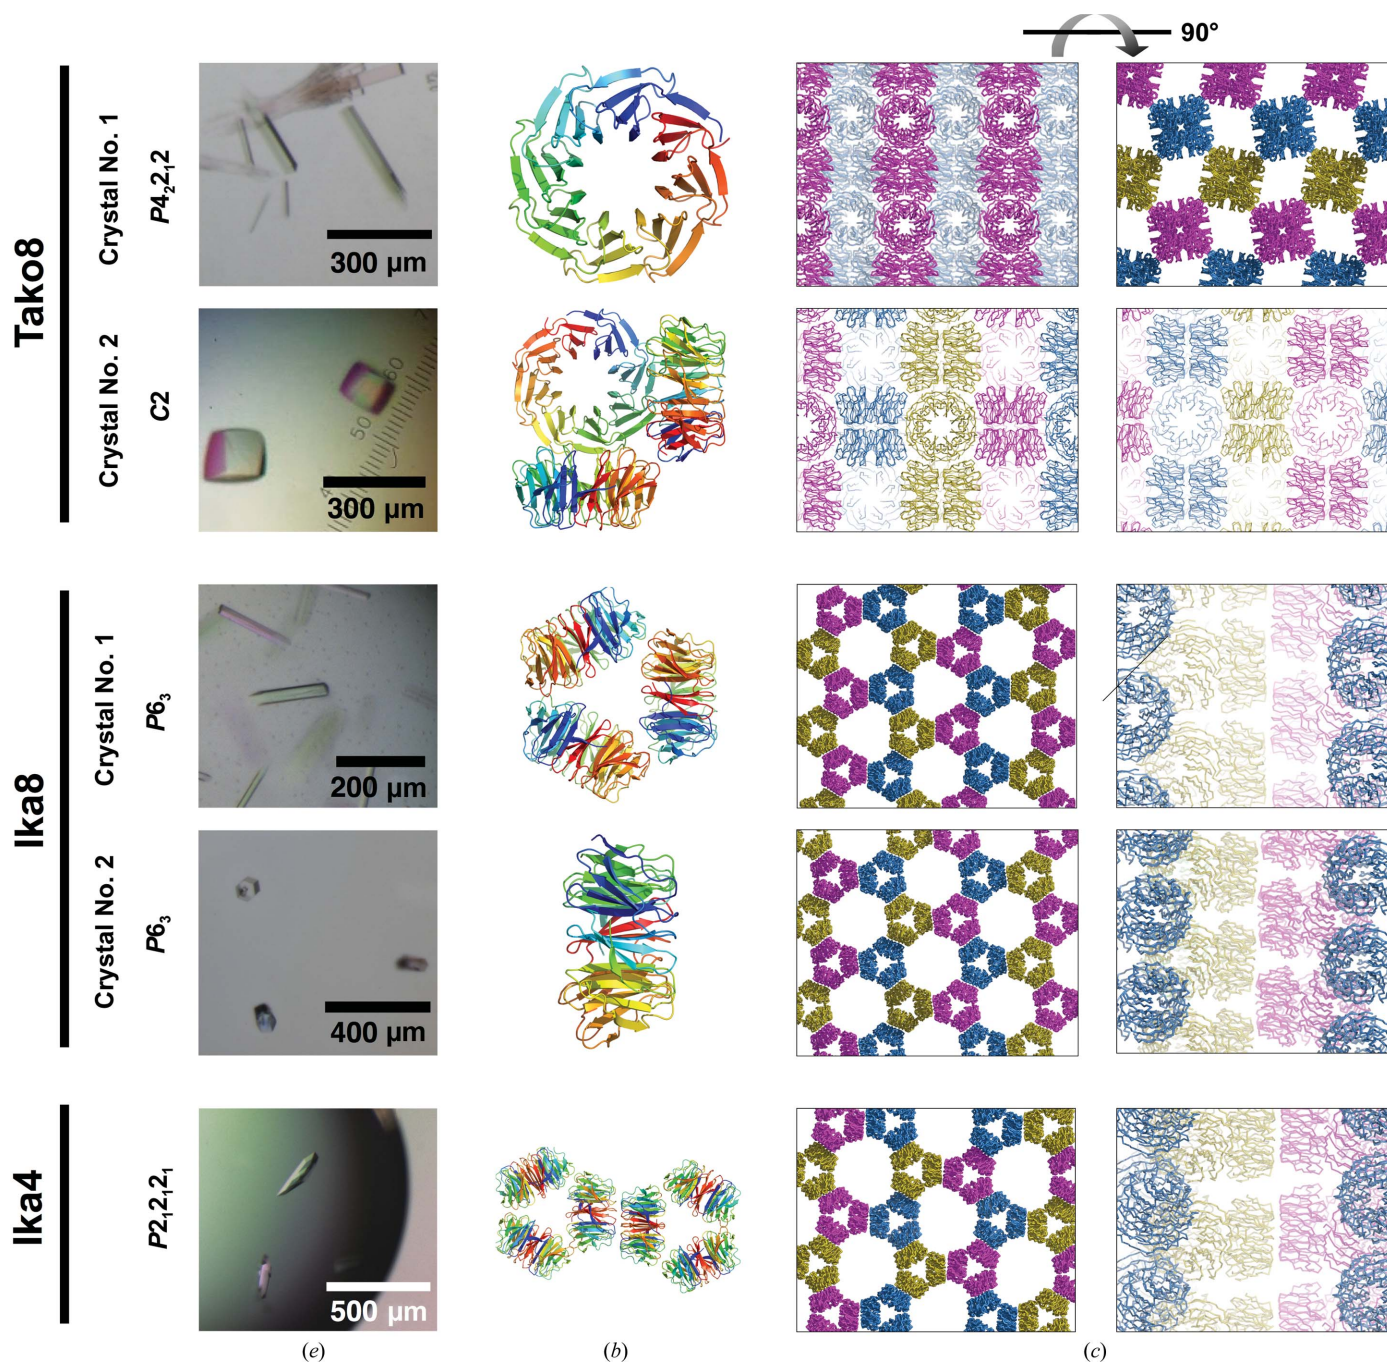 90°
Tako8
Crystal No. 1
P4₂2₁2
300 µm
Crystal No. 2
C2
50
60
300 µm
Ika8
Crystal No. 1
P6₃
200 µm
Crystal No. 2
P6₃
400 µm
Ika4
P2₁2₁2₁
500 µm
(e)
(b)
(c)